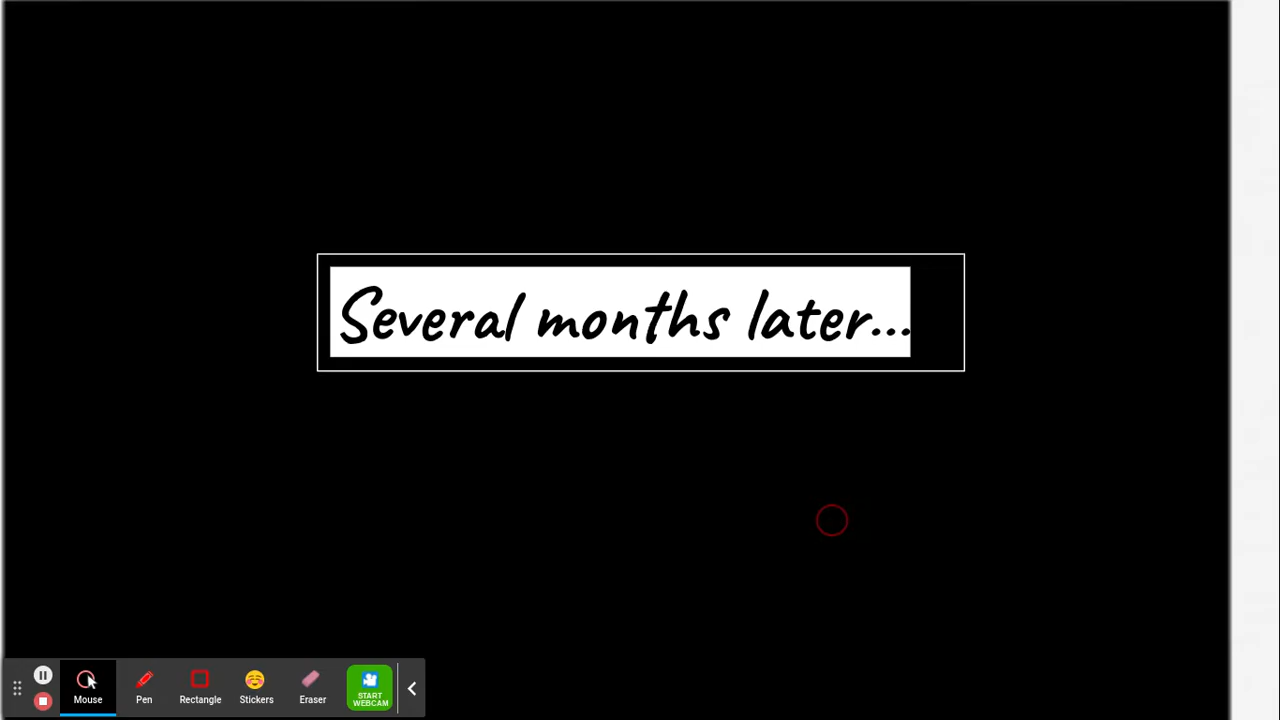 Several months later...
Mouse
Pen
Rectangle
Stickers
Eraser
START
WEBCAM